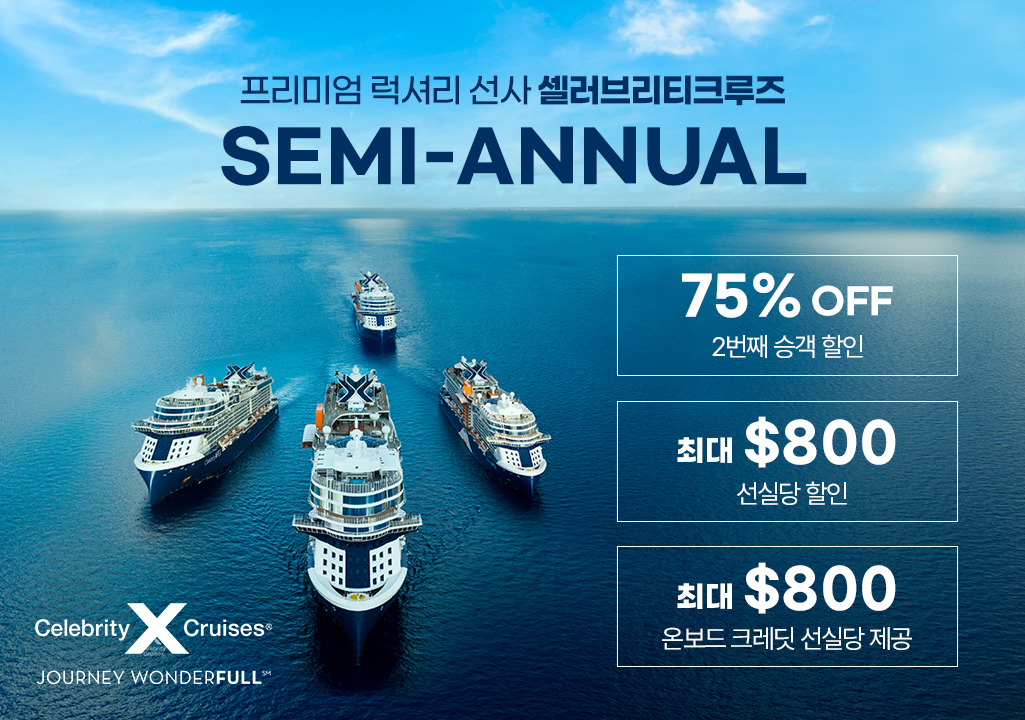 프리미엄 럭셔리 선사 셀러브리티크루즈
SEMI-ANNUAL
75% OFF
2번째 승객 할인
최대 $800
선실당 할인
최대 $800
온보드 크레딧 선실당 제공
Celebrity X Cruises®
JOURNEY WONDERFULL℠